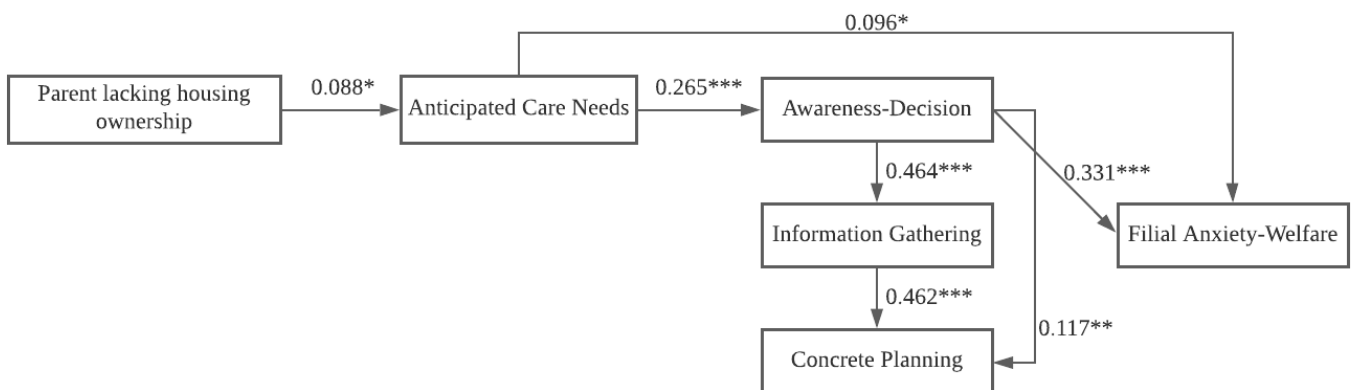 0.096*
Parent lacking housing
ownership
0.088*
Anticipated Care Needs
0.265***
Awareness-Decision
0.464***
0.331***
Information Gathering
Filial Anxiety-Welfare
0.462***
0.117**
Concrete Planning